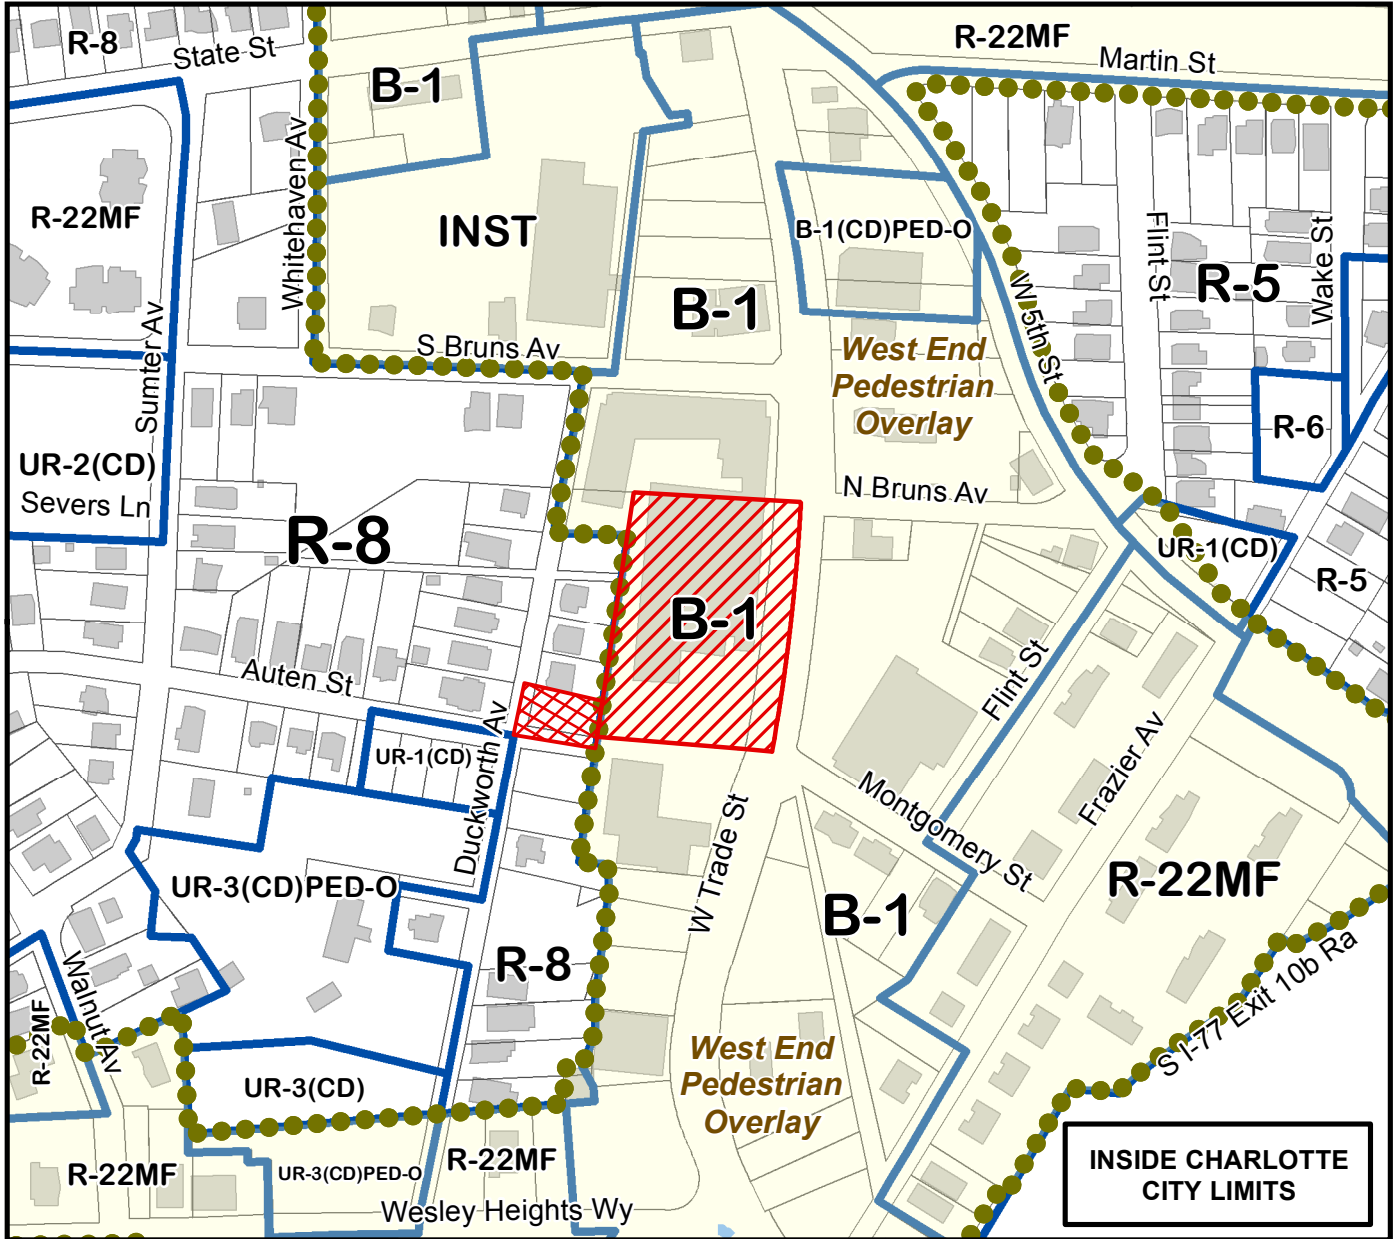 R-8
State St
B-1
R-22MF
Martin St
Whitehaven Av
R-22MF
INST
B-1(CD)PED-O
Flint St
Wake St
R-5
B-1
W 5th St
Sumter Av
S Bruns Av
West End
Pedestrian
Overlay
R-6
UR-2(CD)
Severs Ln
N Bruns Av
R-8
UR-1(CD)
R-5
B-1
Auten St
Flint St
Duckworth Av
UR-1(CD)
Frazier Av
Montgomery St
W Trade St
UR-3(CD)PED-O
R-22MF
B-1
R-8
Walnut Av
S I-77 Exit 10b Ra
R-22MF
West End
Pedestrian
Overlay
UR-3(CD)
R-22MF
UR-3(CD)PED-O
R-22MF
Wesley Heights Wy
INSIDE CHARLOTTE
CITY LIMITS